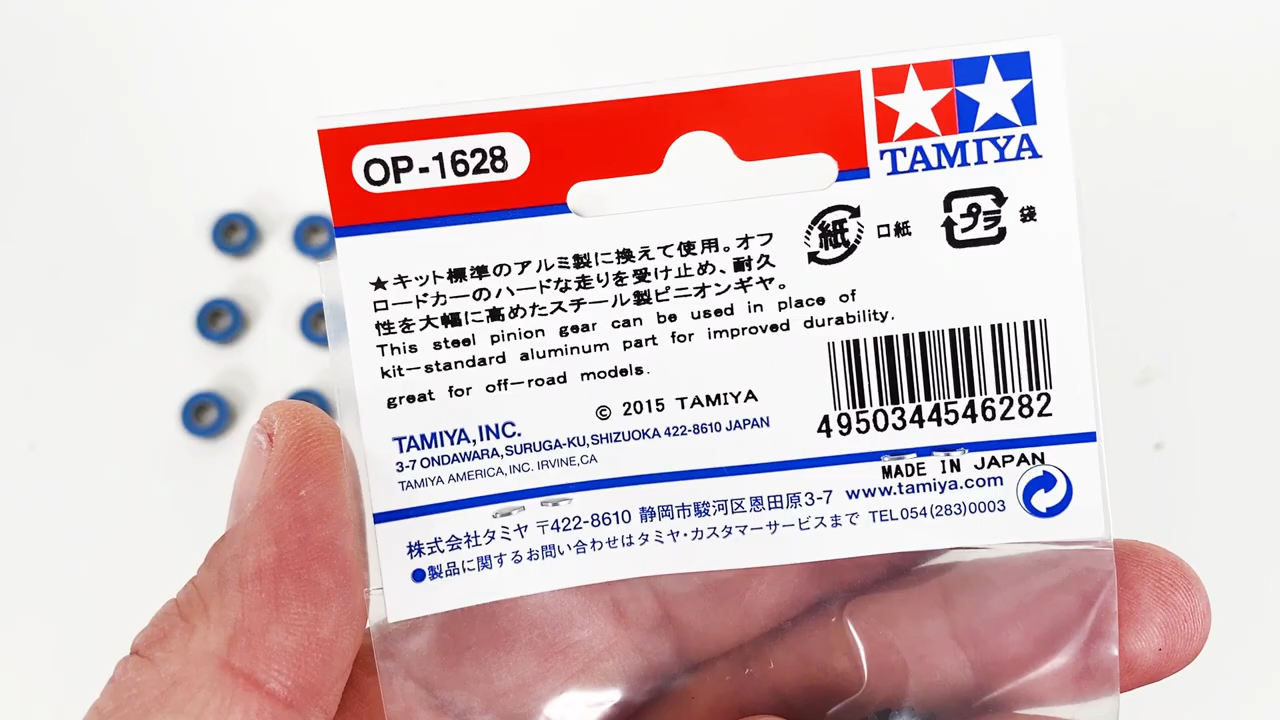 OP-1628
TAMIYA
紙 口紙 プラ 袋
★キット標準のアルミ製に換えて使用。オフ
ロードカーのハードな走りを受け止め、耐久
性を大幅に高めたスチール製ピニオンギヤ。
This steel pinion gear can be used in place of
kit-standard aluminum part for improved durability,
great for off-road models.
© 2015 TAMIYA
4950344546282
TAMIYA,INC.
3-7 ONDAWARA,SURUGA-KU,SHIZUOKA 422-8610 JAPAN
TAMIYA AMERICA,INC. IRVINE,CA
MADE IN JAPAN
www.tamiya.com
株式会社タミヤ 〒422-8610 静岡市駿河区恩田原3-7
●製品に関するお問い合わせはタミヤ・カスタマーサービスまで TEL054(283)0003